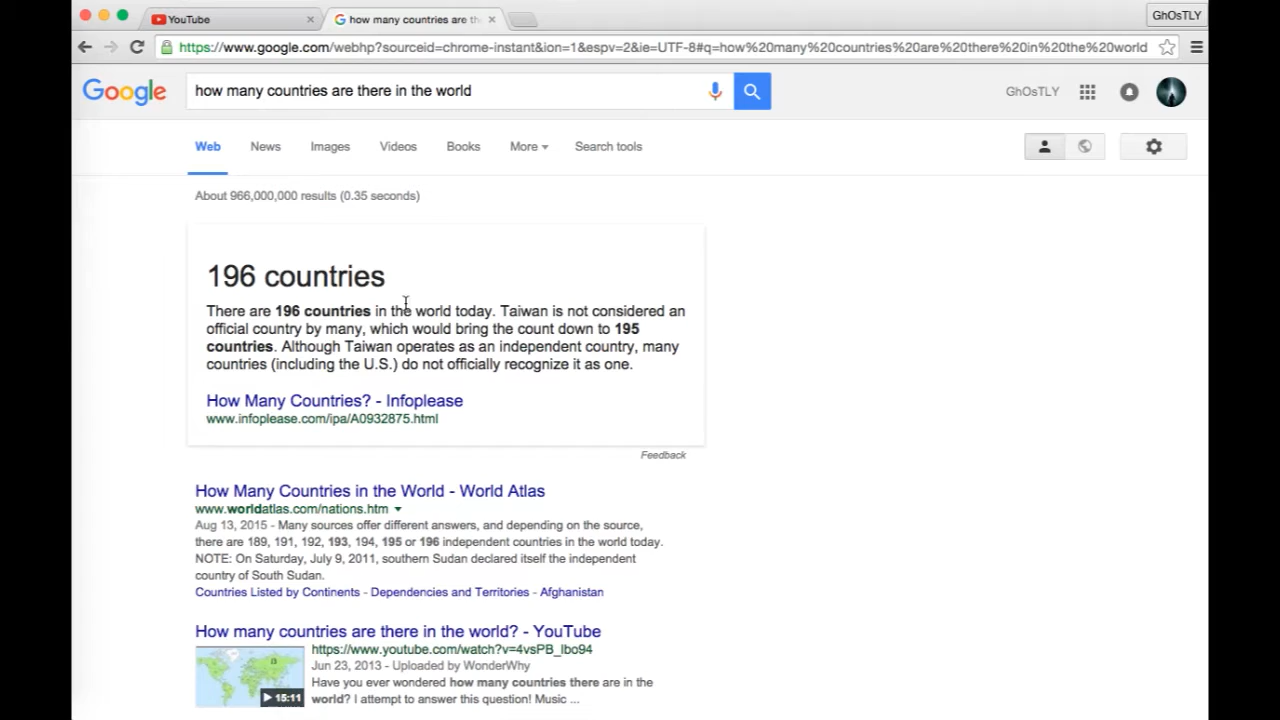 YouTube
how many countries are th
GhOsTLY
https://www.google.com/webhp?sourceid=chrome-instant&ion=1&espv=2&ie=UTF-8#q=how%20many%20countries%20are%20there%20in%20the%20world
Google
how many countries are there in the world
GhOsTLY
Web News Images Videos Books More Search tools
About 966,000,000 results (0.35 seconds)
196 countries
There are 196 countries in the world today. Taiwan is not considered an
official country by many, which would bring the count down to 195
countries. Although Taiwan operates as an independent country, many
countries (including the U.S.) do not officially recognize it as one.
How Many Countries? - Infoplease
www.infoplease.com/ipa/A0932875.html
Feedback
How Many Countries in the World - World Atlas
www.worldatlas.com/nations.htm
Aug 13, 2015 - Many sources offer different answers, and depending on the source,
there are 189, 191, 192, 193, 194, 195 or 196 independent countries in the world today.
NOTE: On Saturday, July 9, 2011, southern Sudan declared itself the independent
country of South Sudan.
Countries Listed by Continents - Dependencies and Territories - Afghanistan
How many countries are there in the world? - YouTube
https://www.youtube.com/watch?v=4vsPB_lbo94
Jun 23, 2013 - Uploaded by WonderWhy
Have you ever wondered how many countries there are in the
world? I attempt to answer this question! Music ...
15:11